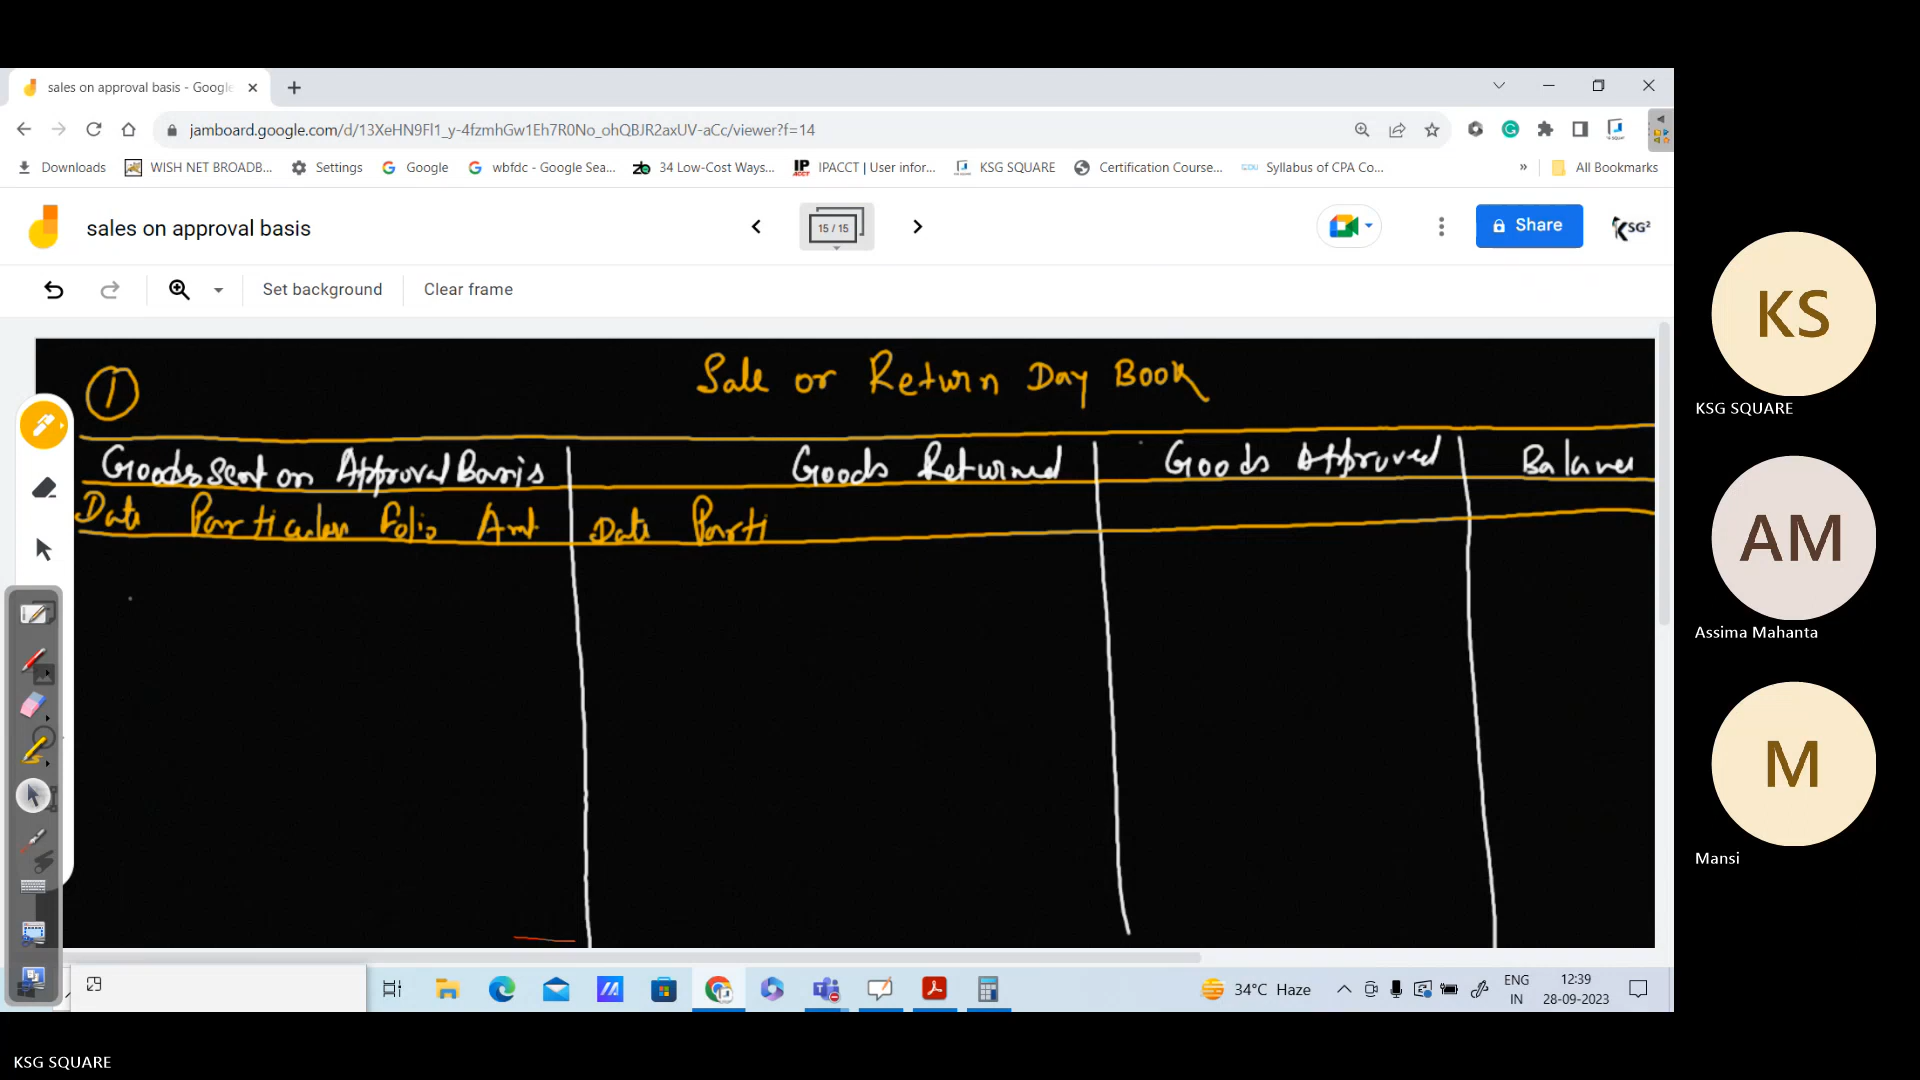 sales on approval basis - Google
jamboard.google.com/d/13XeHN9Fl1_y-4fzmhGw1Eh7R0No_ohQBJR2axUV-aCc/viewer?f=14
Downloads WISH NET BROADB... Settings Google wbfdc - Google Sea... 34 Low-Cost Ways... IPACCT | User infor... KSG SQUARE Certification Course... Syllabus of CPA Co... » All Bookmarks
sales on approval basis 15 / 15 Share KSG²
Set background Clear frame
1 Sale or Return Day Book
Goods Sent on Approval Basis Goods Returned Goods Approved Balance
Date Particulars Folio Amt Date Parti
34°C Haze ENG IN 12:39 28-09-2023
KS
KSG SQUARE
AM
Assima Mahanta
M
Mansi
KSG SQUARE